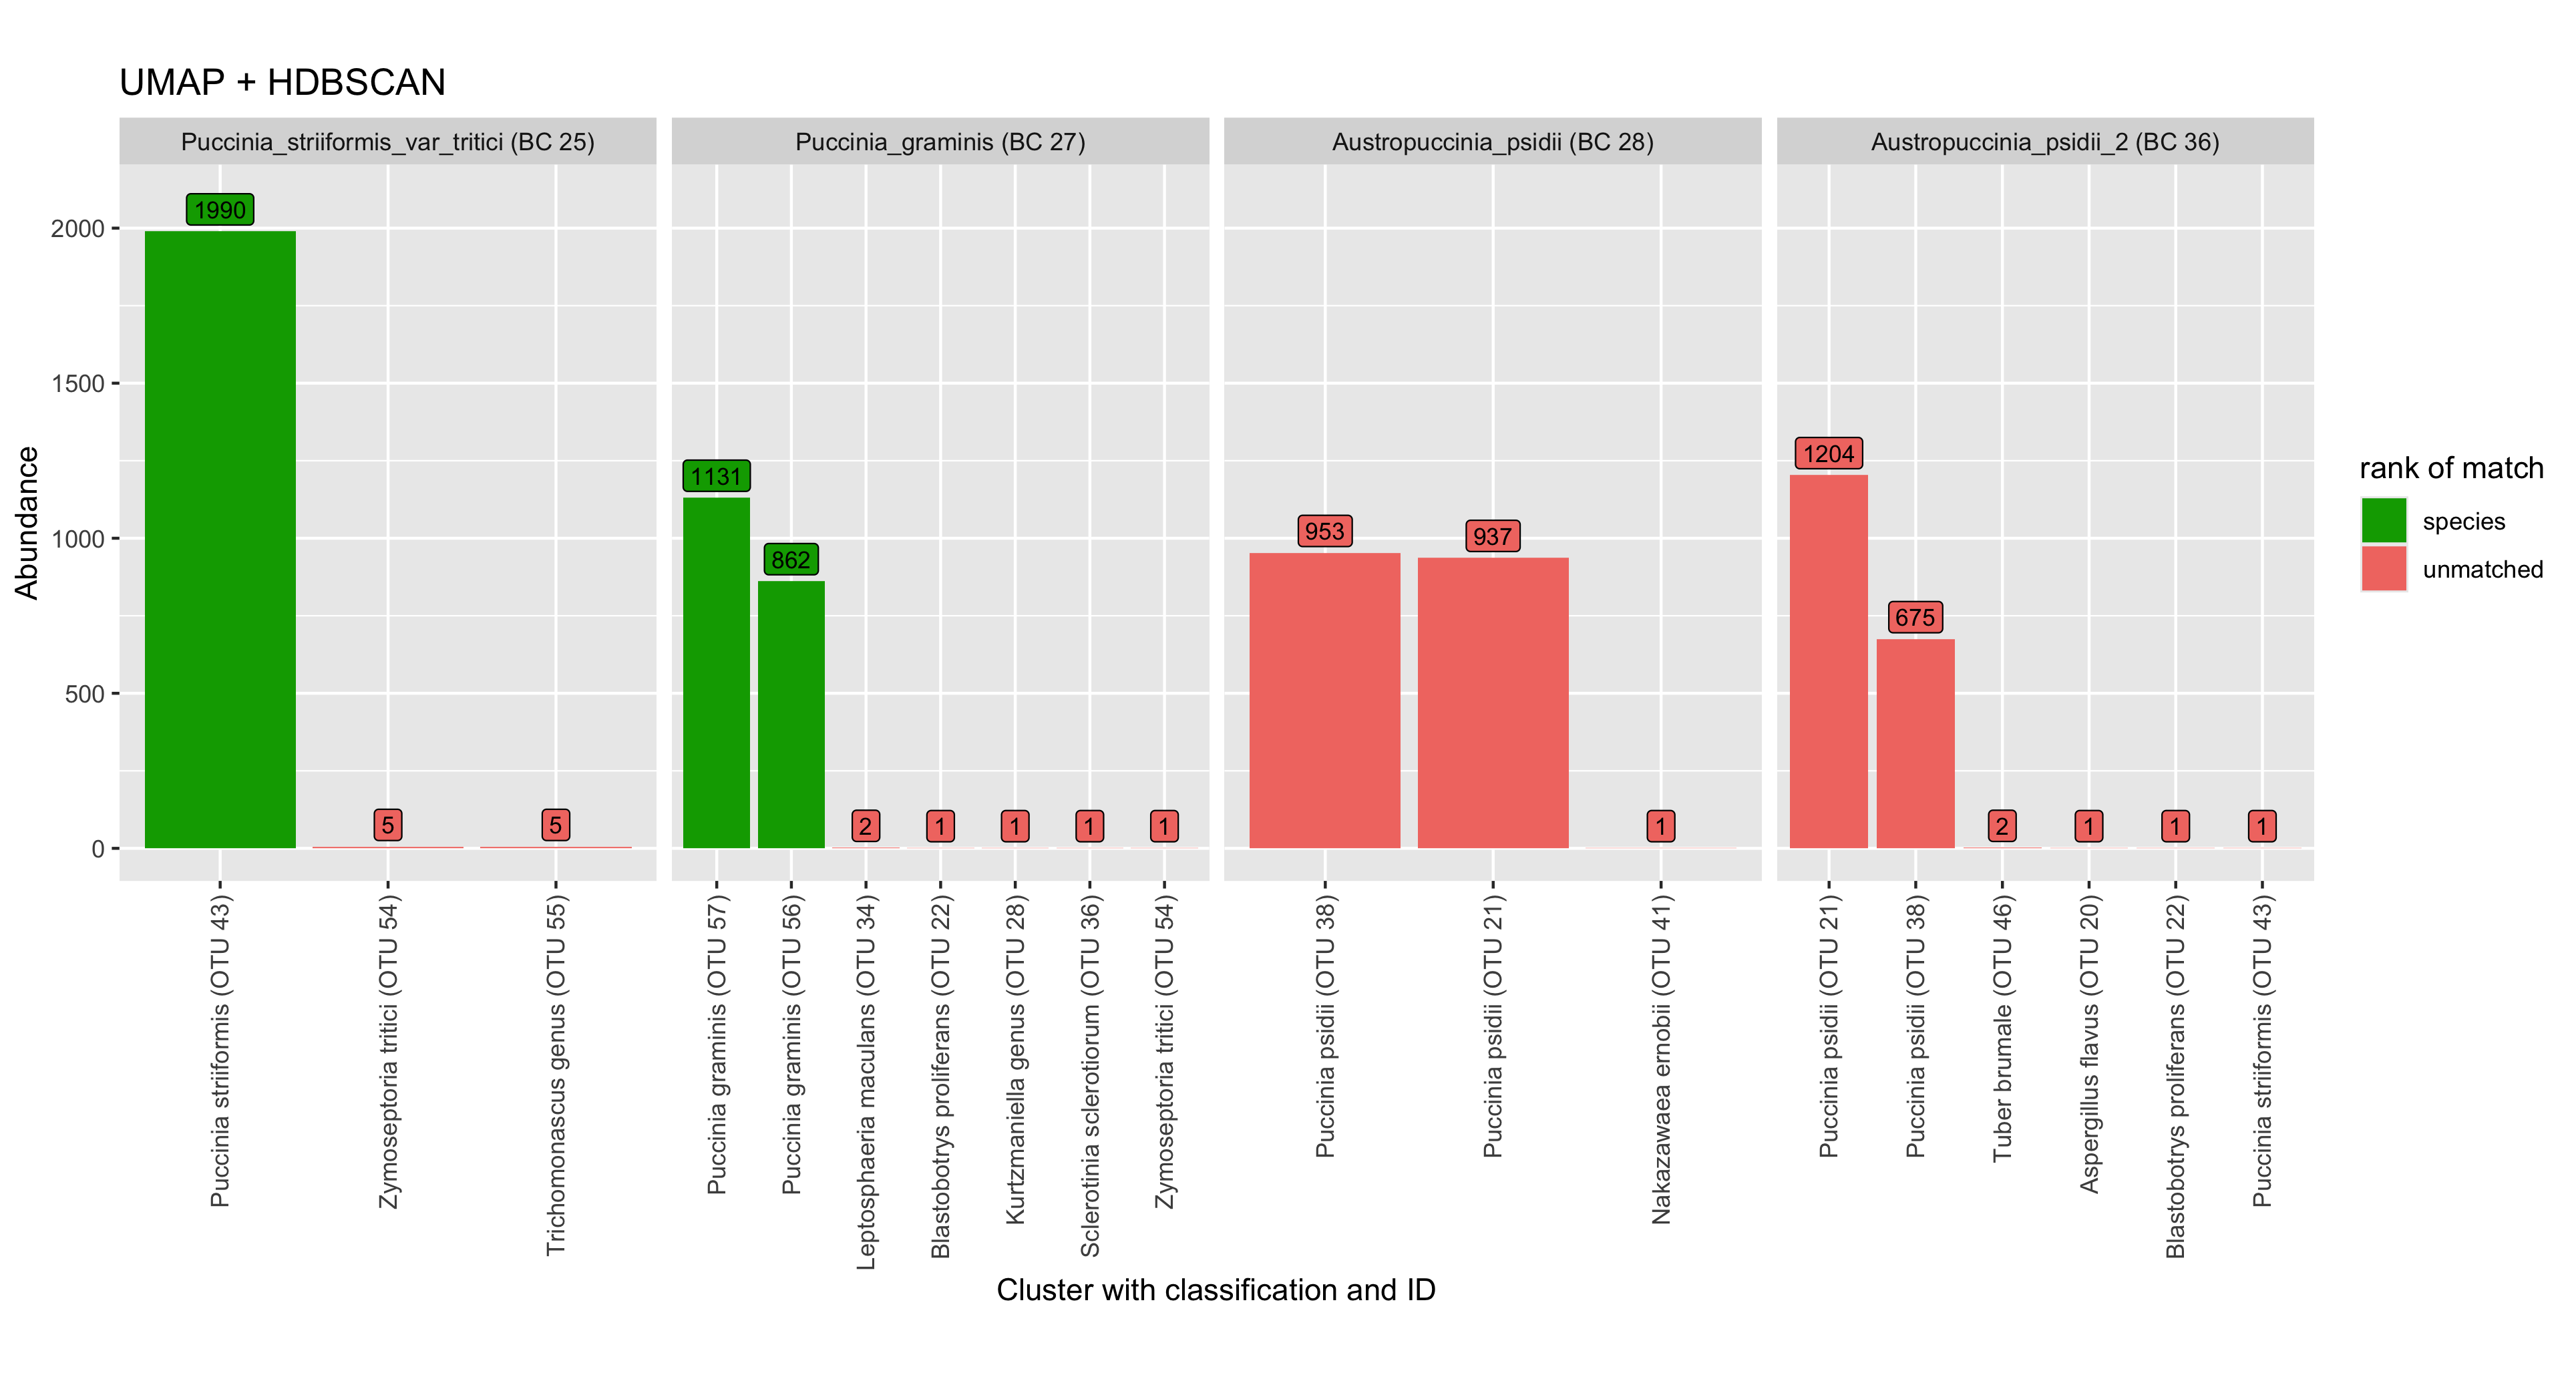 UMAP + HDBSCAN
Puccinia_striiformis_var_tritici (BC 25)
Puccinia_graminis (BC 27)
Austropuccinia_psidii (BC 28)
Austropuccinia_psidii_2 (BC 36)
Abundance
2000
1500
1000
500
0
1990
5
5
1131
862
2
1
1
1
1
953
937
1
1204
675
2
1
1
1
rank of match
species
unmatched
Puccinia striiformis (OTU 43)
Zymoseptoria tritici (OTU 54)
Trichomonascus genus (OTU 55)
Puccinia graminis (OTU 57)
Puccinia graminis (OTU 56)
Leptosphaeria maculans (OTU 34)
Blastobotrys proliferans (OTU 22)
Kurtzmaniella genus (OTU 28)
Sclerotinia sclerotiorum (OTU 36)
Zymoseptoria tritici (OTU 54)
Puccinia psidii (OTU 38)
Puccinia psidii (OTU 21)
Nakazawaea ernobii (OTU 41)
Puccinia psidii (OTU 21)
Puccinia psidii (OTU 38)
Tuber brumale (OTU 46)
Aspergillus flavus (OTU 20)
Blastobotrys proliferans (OTU 22)
Puccinia striiformis (OTU 43)
Cluster with classification and ID